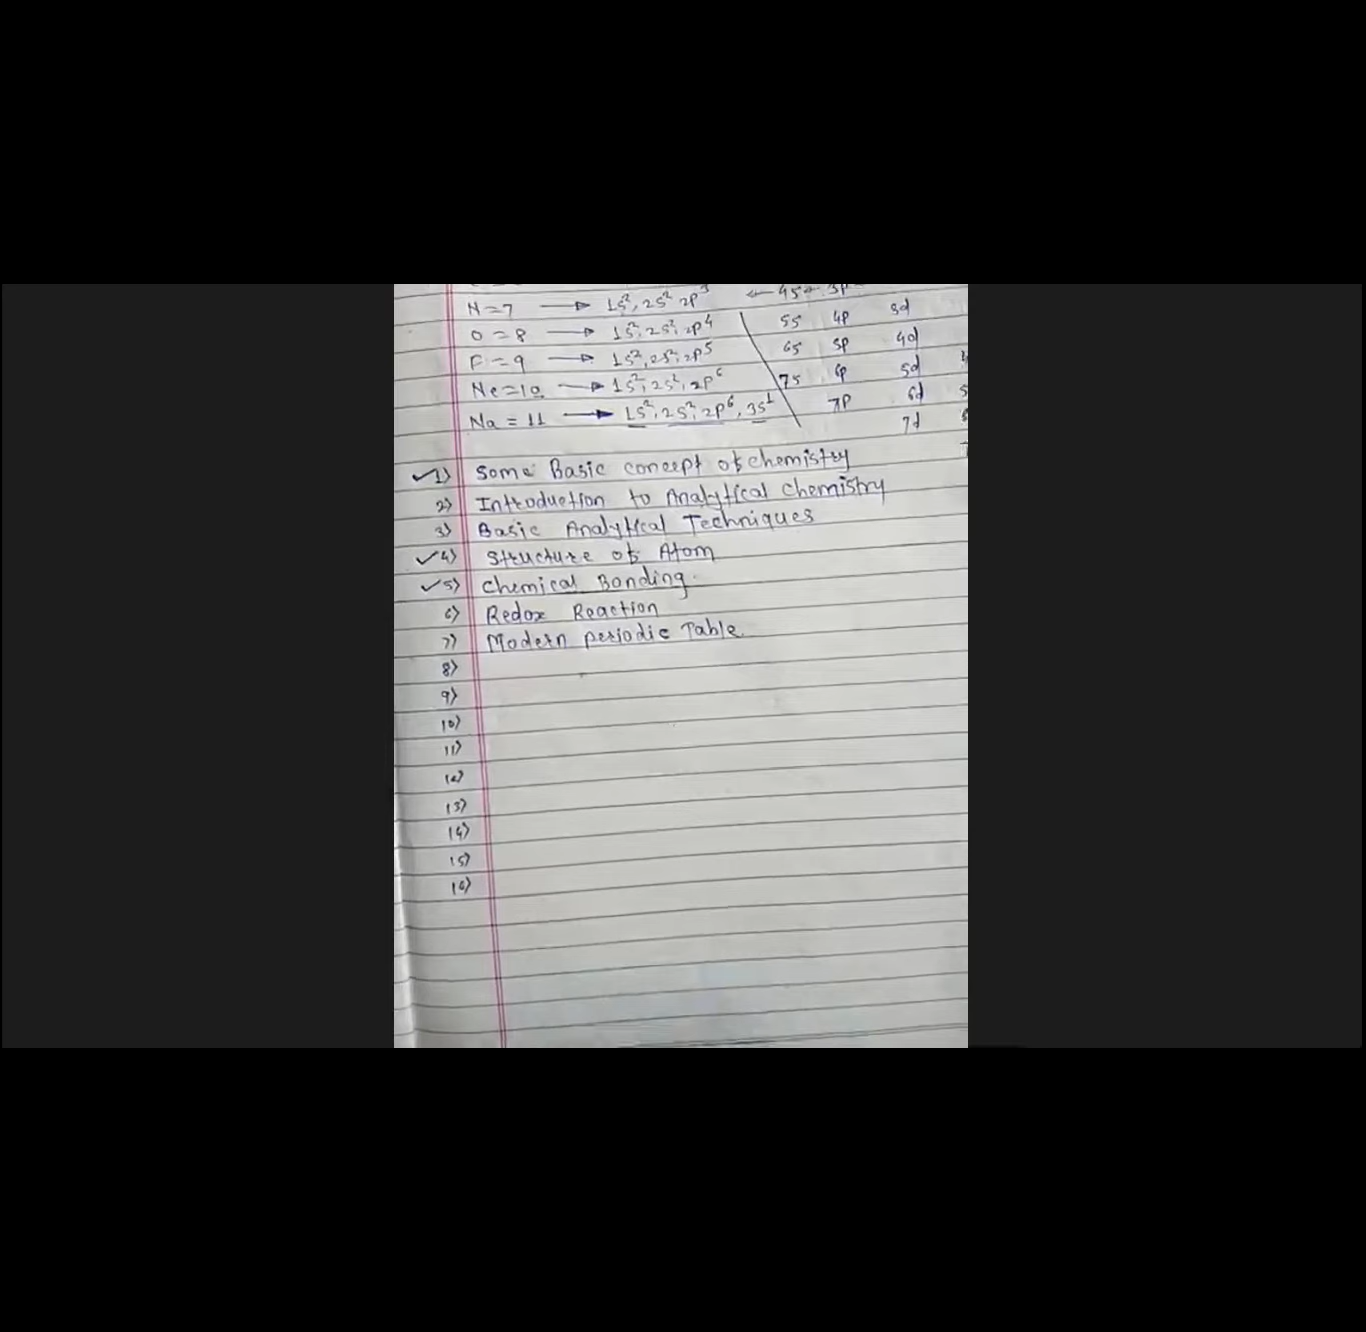 N = 7 → 1s², 2s² 2p³ ← 4s ← 3p
O = 8 → 1s², 2s², 2p⁴ 5s 4p 3d
F = 9 → 1s², 2s², 2p⁵ 6s 5p 4d
Ne = 10 → 1s², 2s², 2p⁶ 7s 6p 5d
Na = 11 → 1s², 2s², 2p⁶, 3s¹ 7p 6d
7d
✓1) Some Basic concept of chemistry
2) Introduction to Analytical chemistry
3) Basic Analytical Techniques
✓4) Structure of Atom
✓5) Chemical Bonding.
6) Redox Reaction
7) Modern periodic Table.
8)
9)
10)
11)
12)
13)
14)
15)
16)